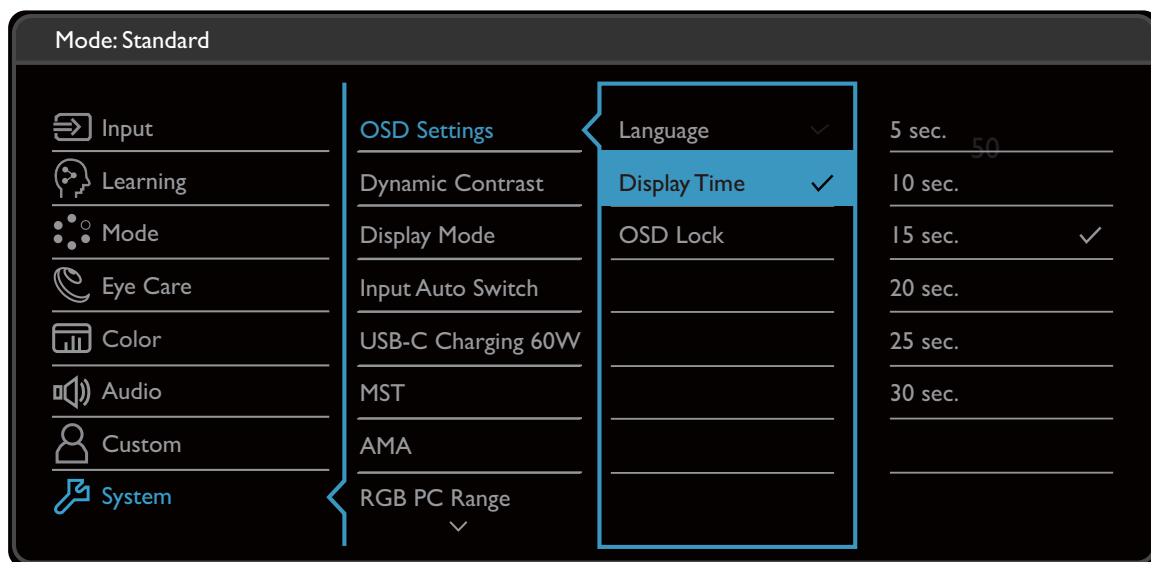 Mode: Standard
Input
Learning
Mode
Eye Care
Color
Audio
Custom
System
OSD Settings
Dynamic Contrast
Display Mode
Input Auto Switch
USB-C Charging 60W
MST
AMA
RGB PC Range
Language
Display Time
OSD Lock
5 sec.
50
10 sec.
15 sec.
20 sec.
25 sec.
30 sec.